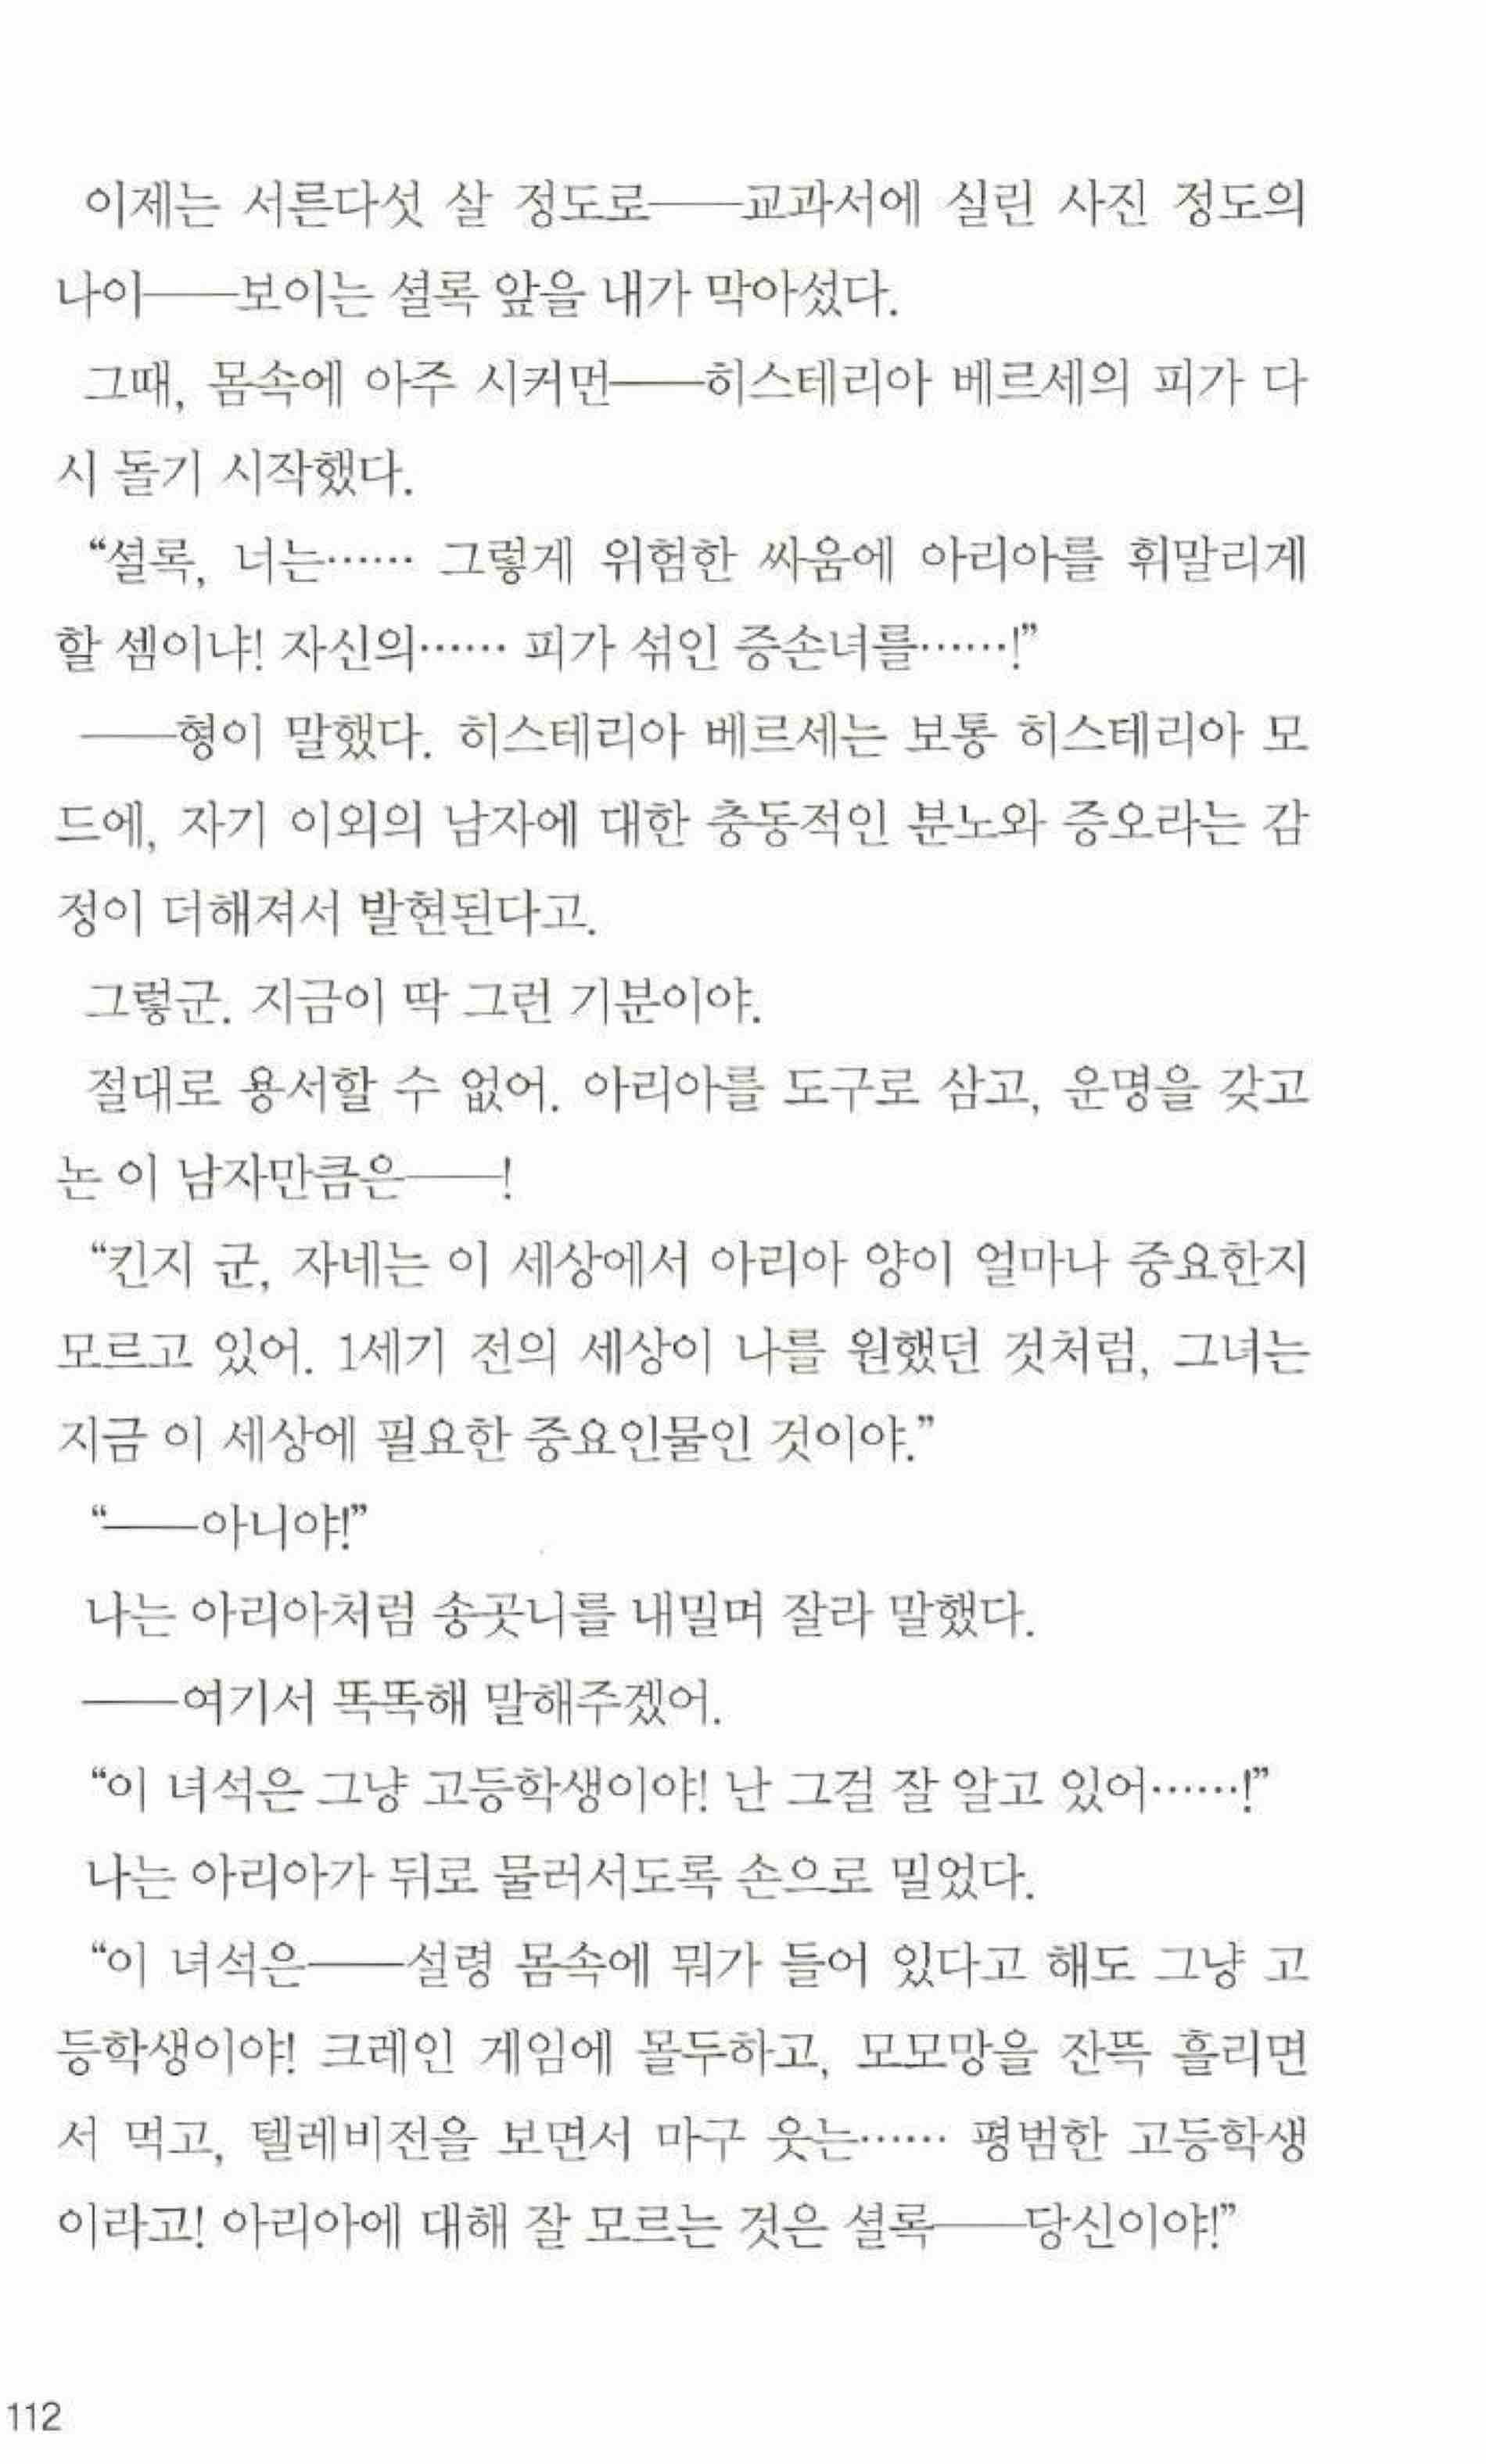 이제는 서른다섯 살 정도로──교과서에 실린 사진 정도의
나이──보이는 셜록 앞을 내가 막아섰다.
그때, 몸속에 아주 시커먼──히스테리아 베르세의 피가 다
시 돌기 시작했다.
“셜록, 너는…… 그렇게 위험한 싸움에 아리아를 휘말리게
할 셈이냐! 자신의…… 피가 섞인 증손녀를……!”
──형이 말했다. 히스테리아 베르세는 보통 히스테리아 모
드에, 자기 이외의 남자에 대한 충동적인 분노와 증오라는 감
정이 더해져서 발현된다고.
그렇군. 지금이 딱 그런 기분이야.
절대로 용서할 수 없어. 아리아를 도구로 삼고, 운명을 갖고
논 이 남자만큼은──!
“킨지 군, 자네는 이 세상에서 아리아 양이 얼마나 중요한지
모르고 있어. 1세기 전의 세상이 나를 원했던 것처럼, 그녀는
지금 이 세상에 필요한 중요인물인 것이야.”
“──아니야!”
나는 아리아처럼 송곳니를 내밀며 잘라 말했다.
──여기서 똑똑해 말해주겠어.
“이 녀석은 그냥 고등학생이야! 난 그걸 잘 알고 있어……!”
나는 아리아가 뒤로 물러서도록 손으로 밀었다.
“이 녀석은──설령 몸속에 뭐가 들어 있다고 해도 그냥 고
등학생이야! 크레인 게임에 몰두하고, 모모망을 잔뜩 흘리면
서 먹고, 텔레비전을 보면서 마구 웃는…… 평범한 고등학생
이라고! 아리아에 대해 잘 모르는 것은 셜록──당신이야!”
112